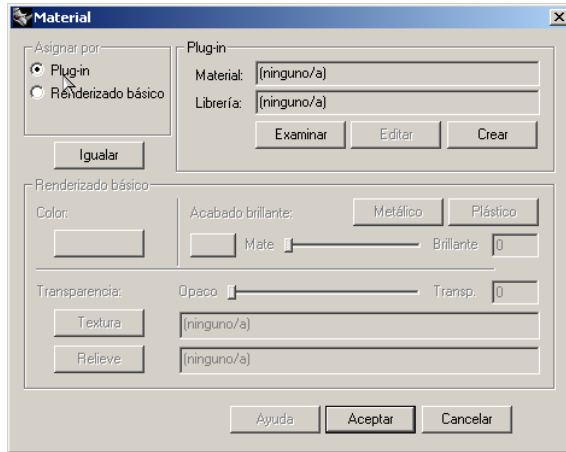 Material
Asignar por
Plug-in
Renderizado básico
Igualar
Plug-in
Material: (ninguno/a)
Librería: (ninguno/a)
Examinar Editar Crear
Renderizado básico
Color:
Acabado brillante: Metálico Plástico
Mate Brillante 0
Transparencia: Opaco Transp. 0
Textura (ninguno/a)
Relieve (ninguno/a)
Ayuda Aceptar Cancelar